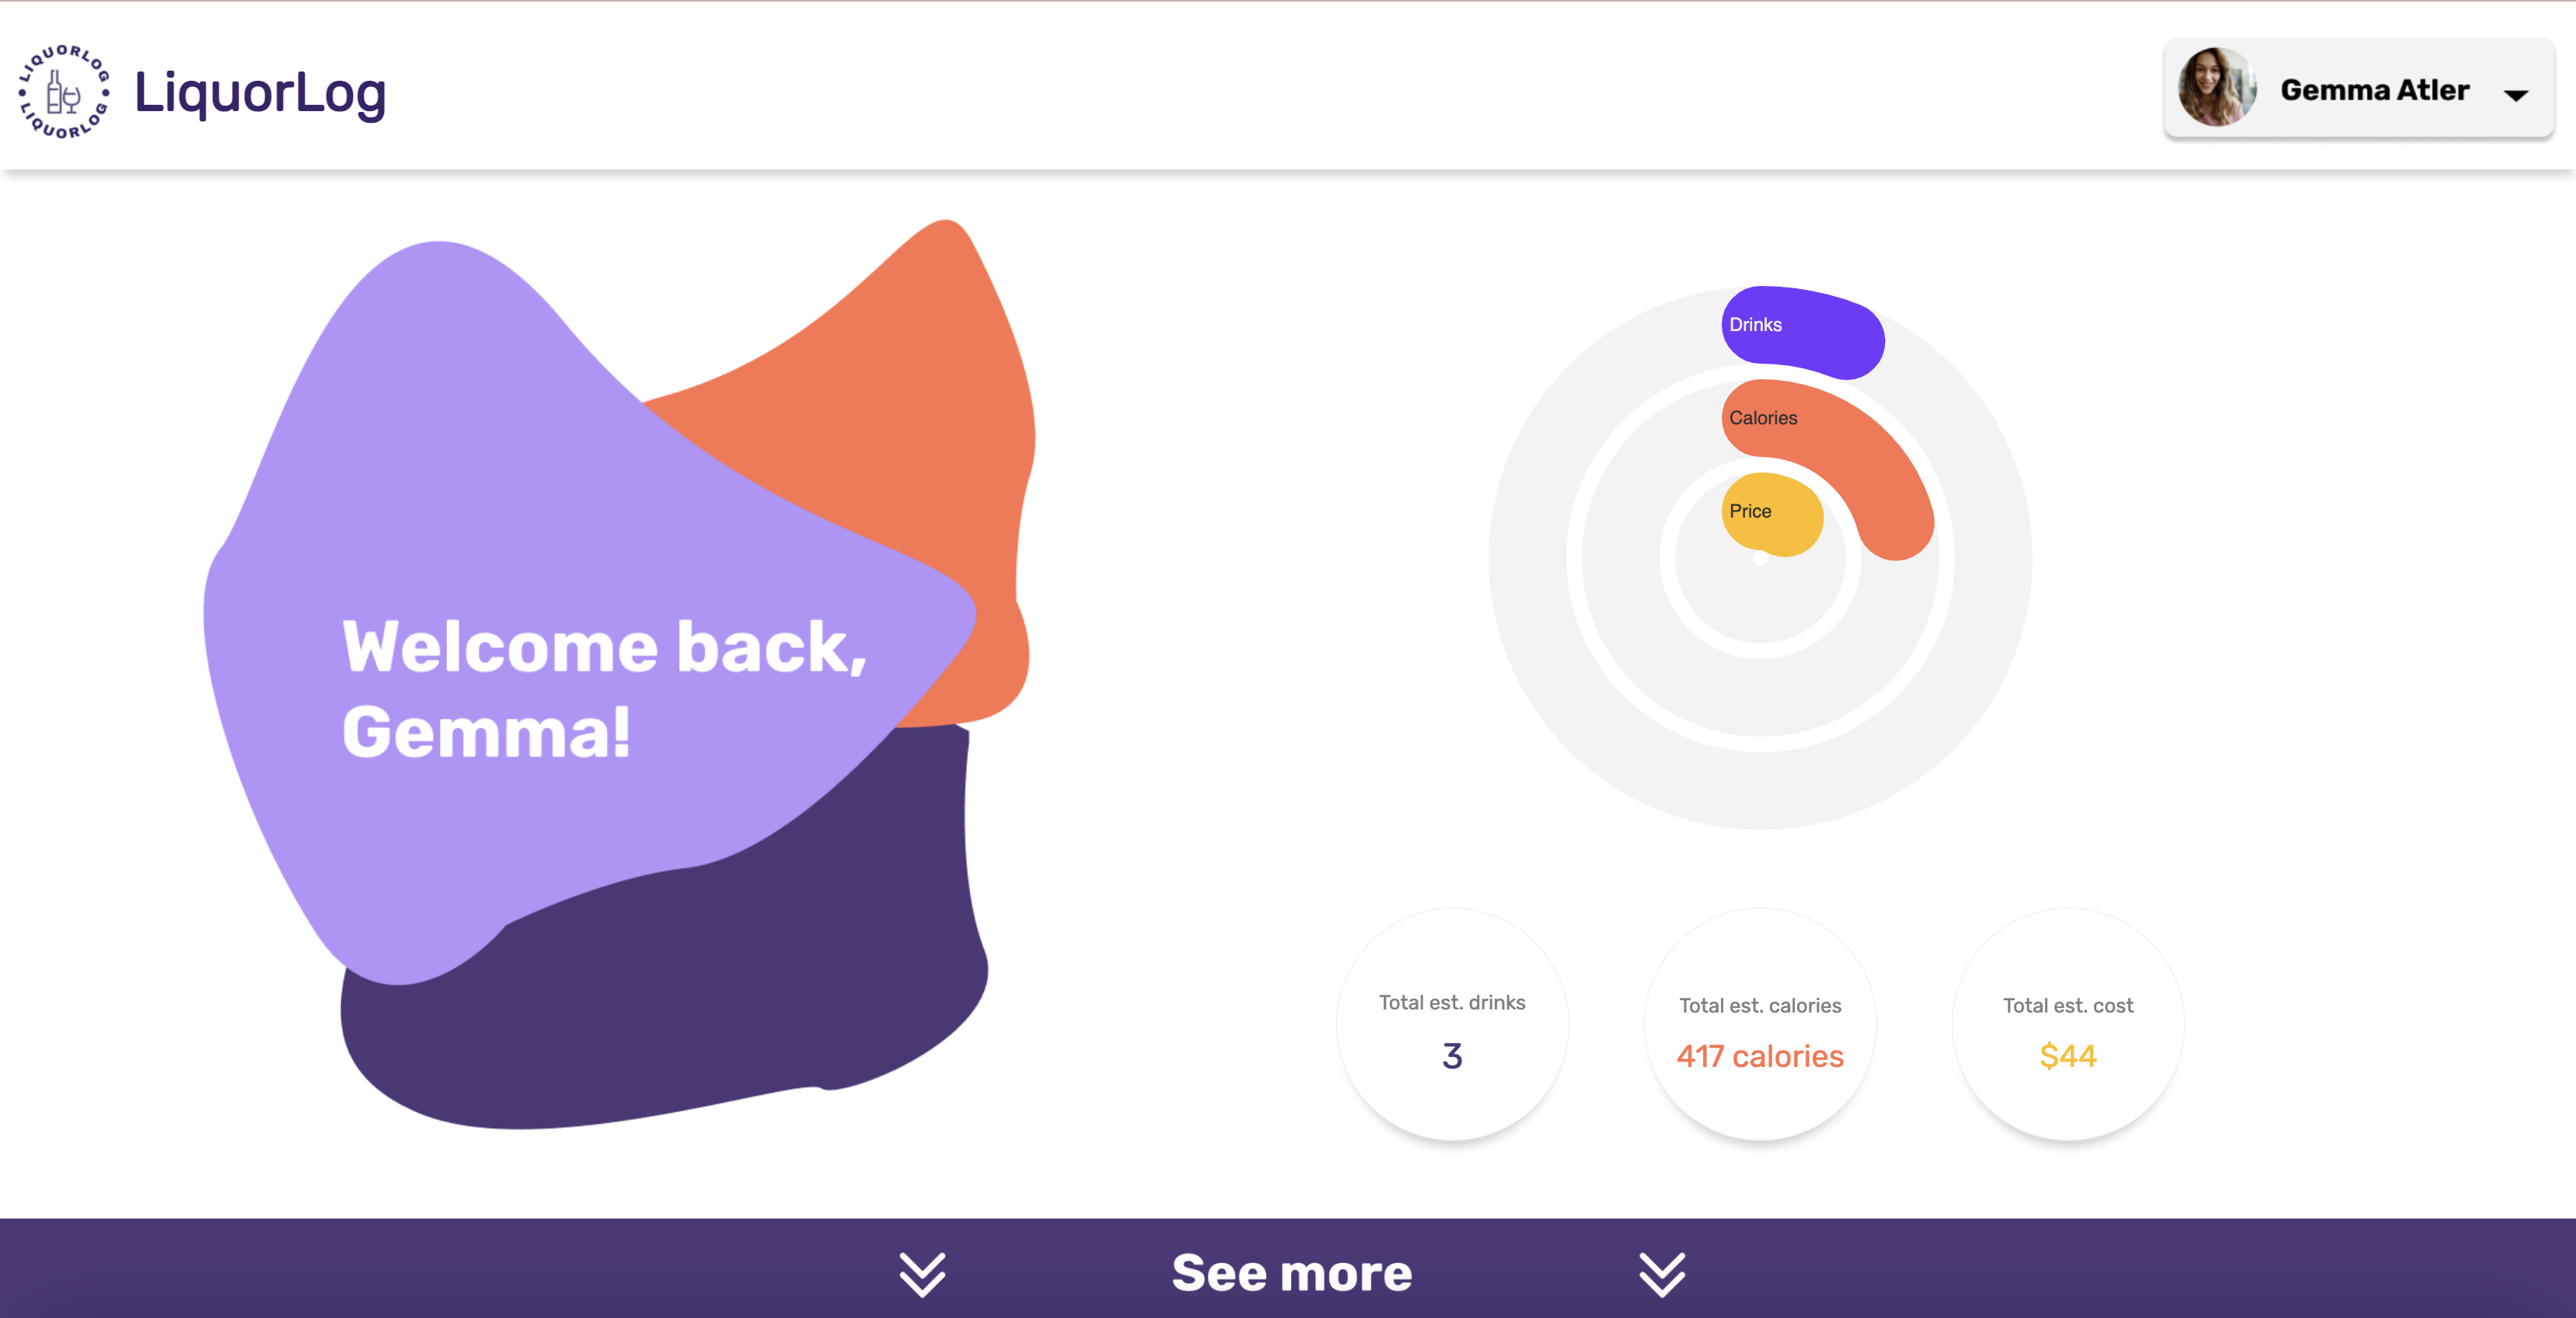 LIQUORLOG
LIQUORLOG
LiquorLog
Gemma Atler
Welcome back,
Gemma!
Drinks
Calories
Price
Total est. drinks
3
Total est. calories
417 calories
Total est. cost
$44
See more